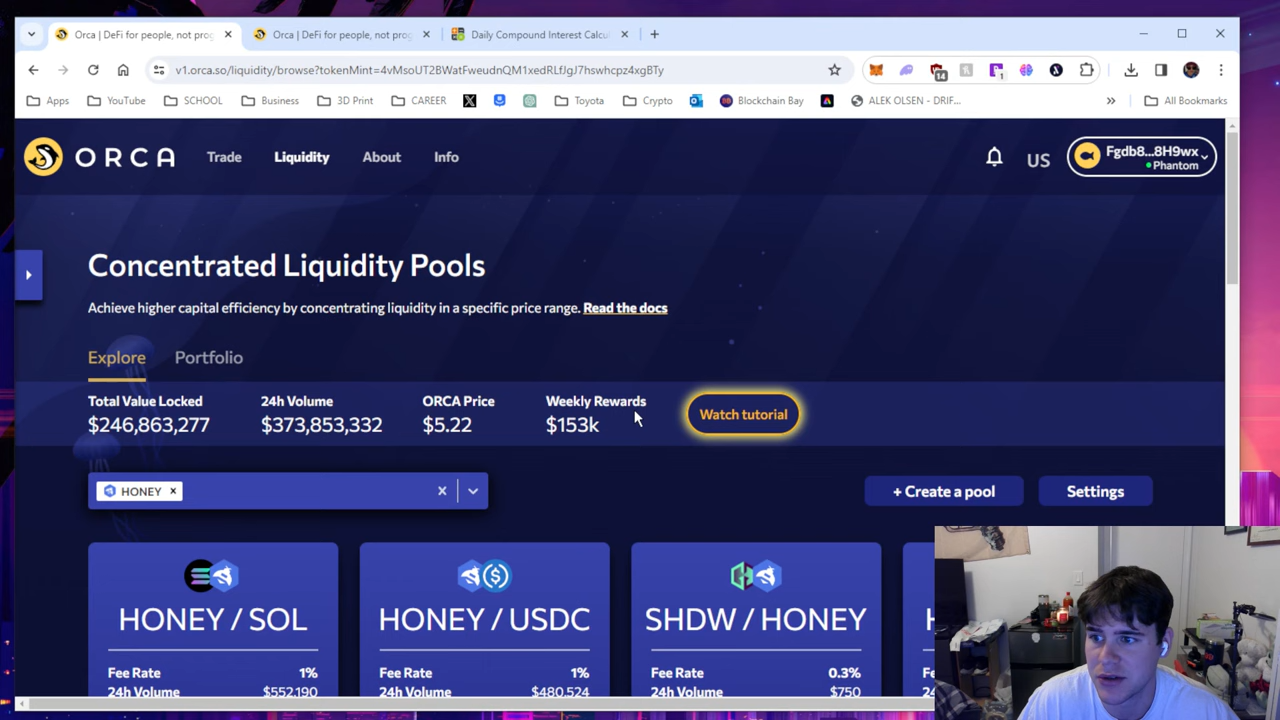 Orca | DeFi for people, not prog
Orca | DeFi for people, not prog
Daily Compound Interest Calcu
v1.orca.so/liquidity/browse?tokenMint=4vMsoUT2BWatFweudnQM1xedRLfJgJ7hswhcpz4xgBTy
14
1
Apps
YouTube
SCHOOL
Business
3D Print
CAREER
Toyota
Crypto
Blockchain Bay
ALEK OLSEN - DRIF...
All Bookmarks
ORCA
Trade
Liquidity
About
Info
US
Fgdb8...8H9wx
Phantom
Concentrated Liquidity Pools
Achieve higher capital efficiency by concentrating liquidity in a specific price range. Read the docs
Explore
Portfolio
Total Value Locked
$246,863,277
24h Volume
$373,853,332
ORCA Price
$5.22
Weekly Rewards
$153k
Watch tutorial
HONEY
+ Create a pool
Settings
HONEY / SOL
Fee Rate 1%
24h Volume $552,190
HONEY / USDC
Fee Rate 1%
24h Volume $480,524
SHDW / HONEY
Fee Rate 0.3%
24h Volume $750